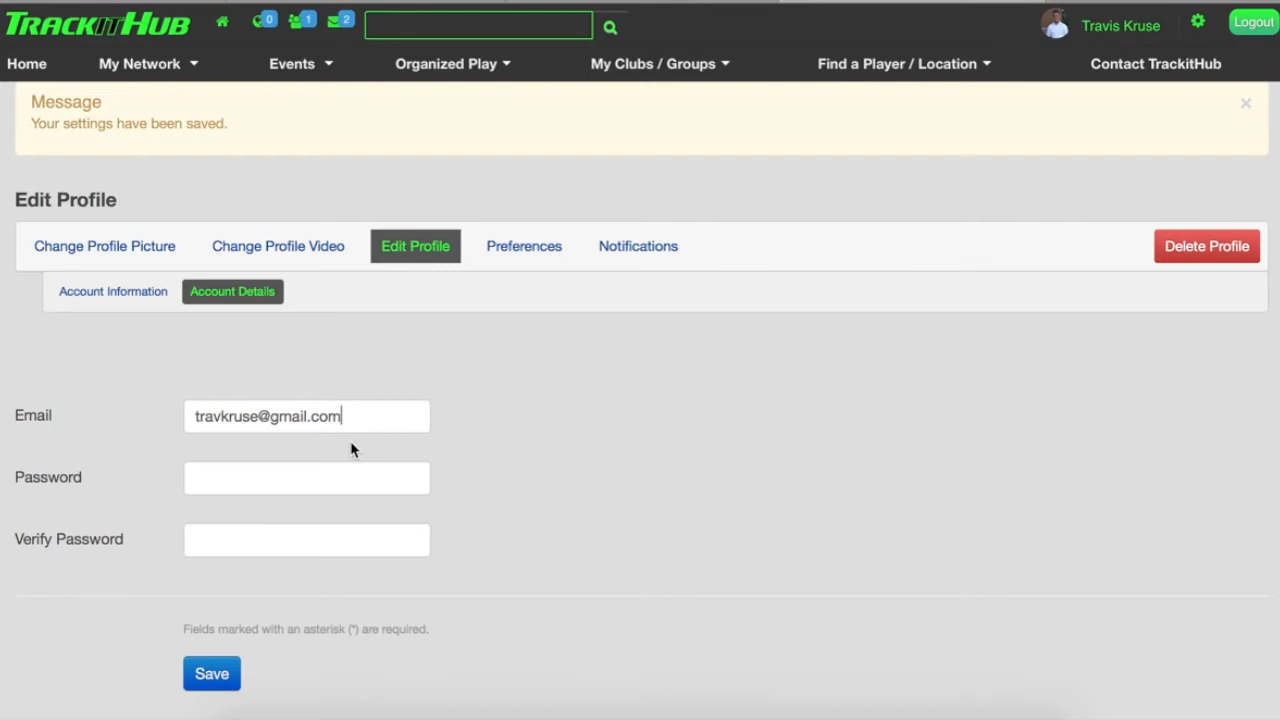 TRACKITHUB 0 1 2 Travis Kruse Logout
Home My Network Events Organized Play My Clubs / Groups Find a Player / Location Contact TrackitHub
Message ×
Your settings have been saved.
Edit Profile
Change Profile Picture Change Profile Video Edit Profile Preferences Notifications Delete Profile
Account Information Account Details
Email travkruse@gmail.com
Password
Verify Password
Fields marked with an asterisk (*) are required.
Save